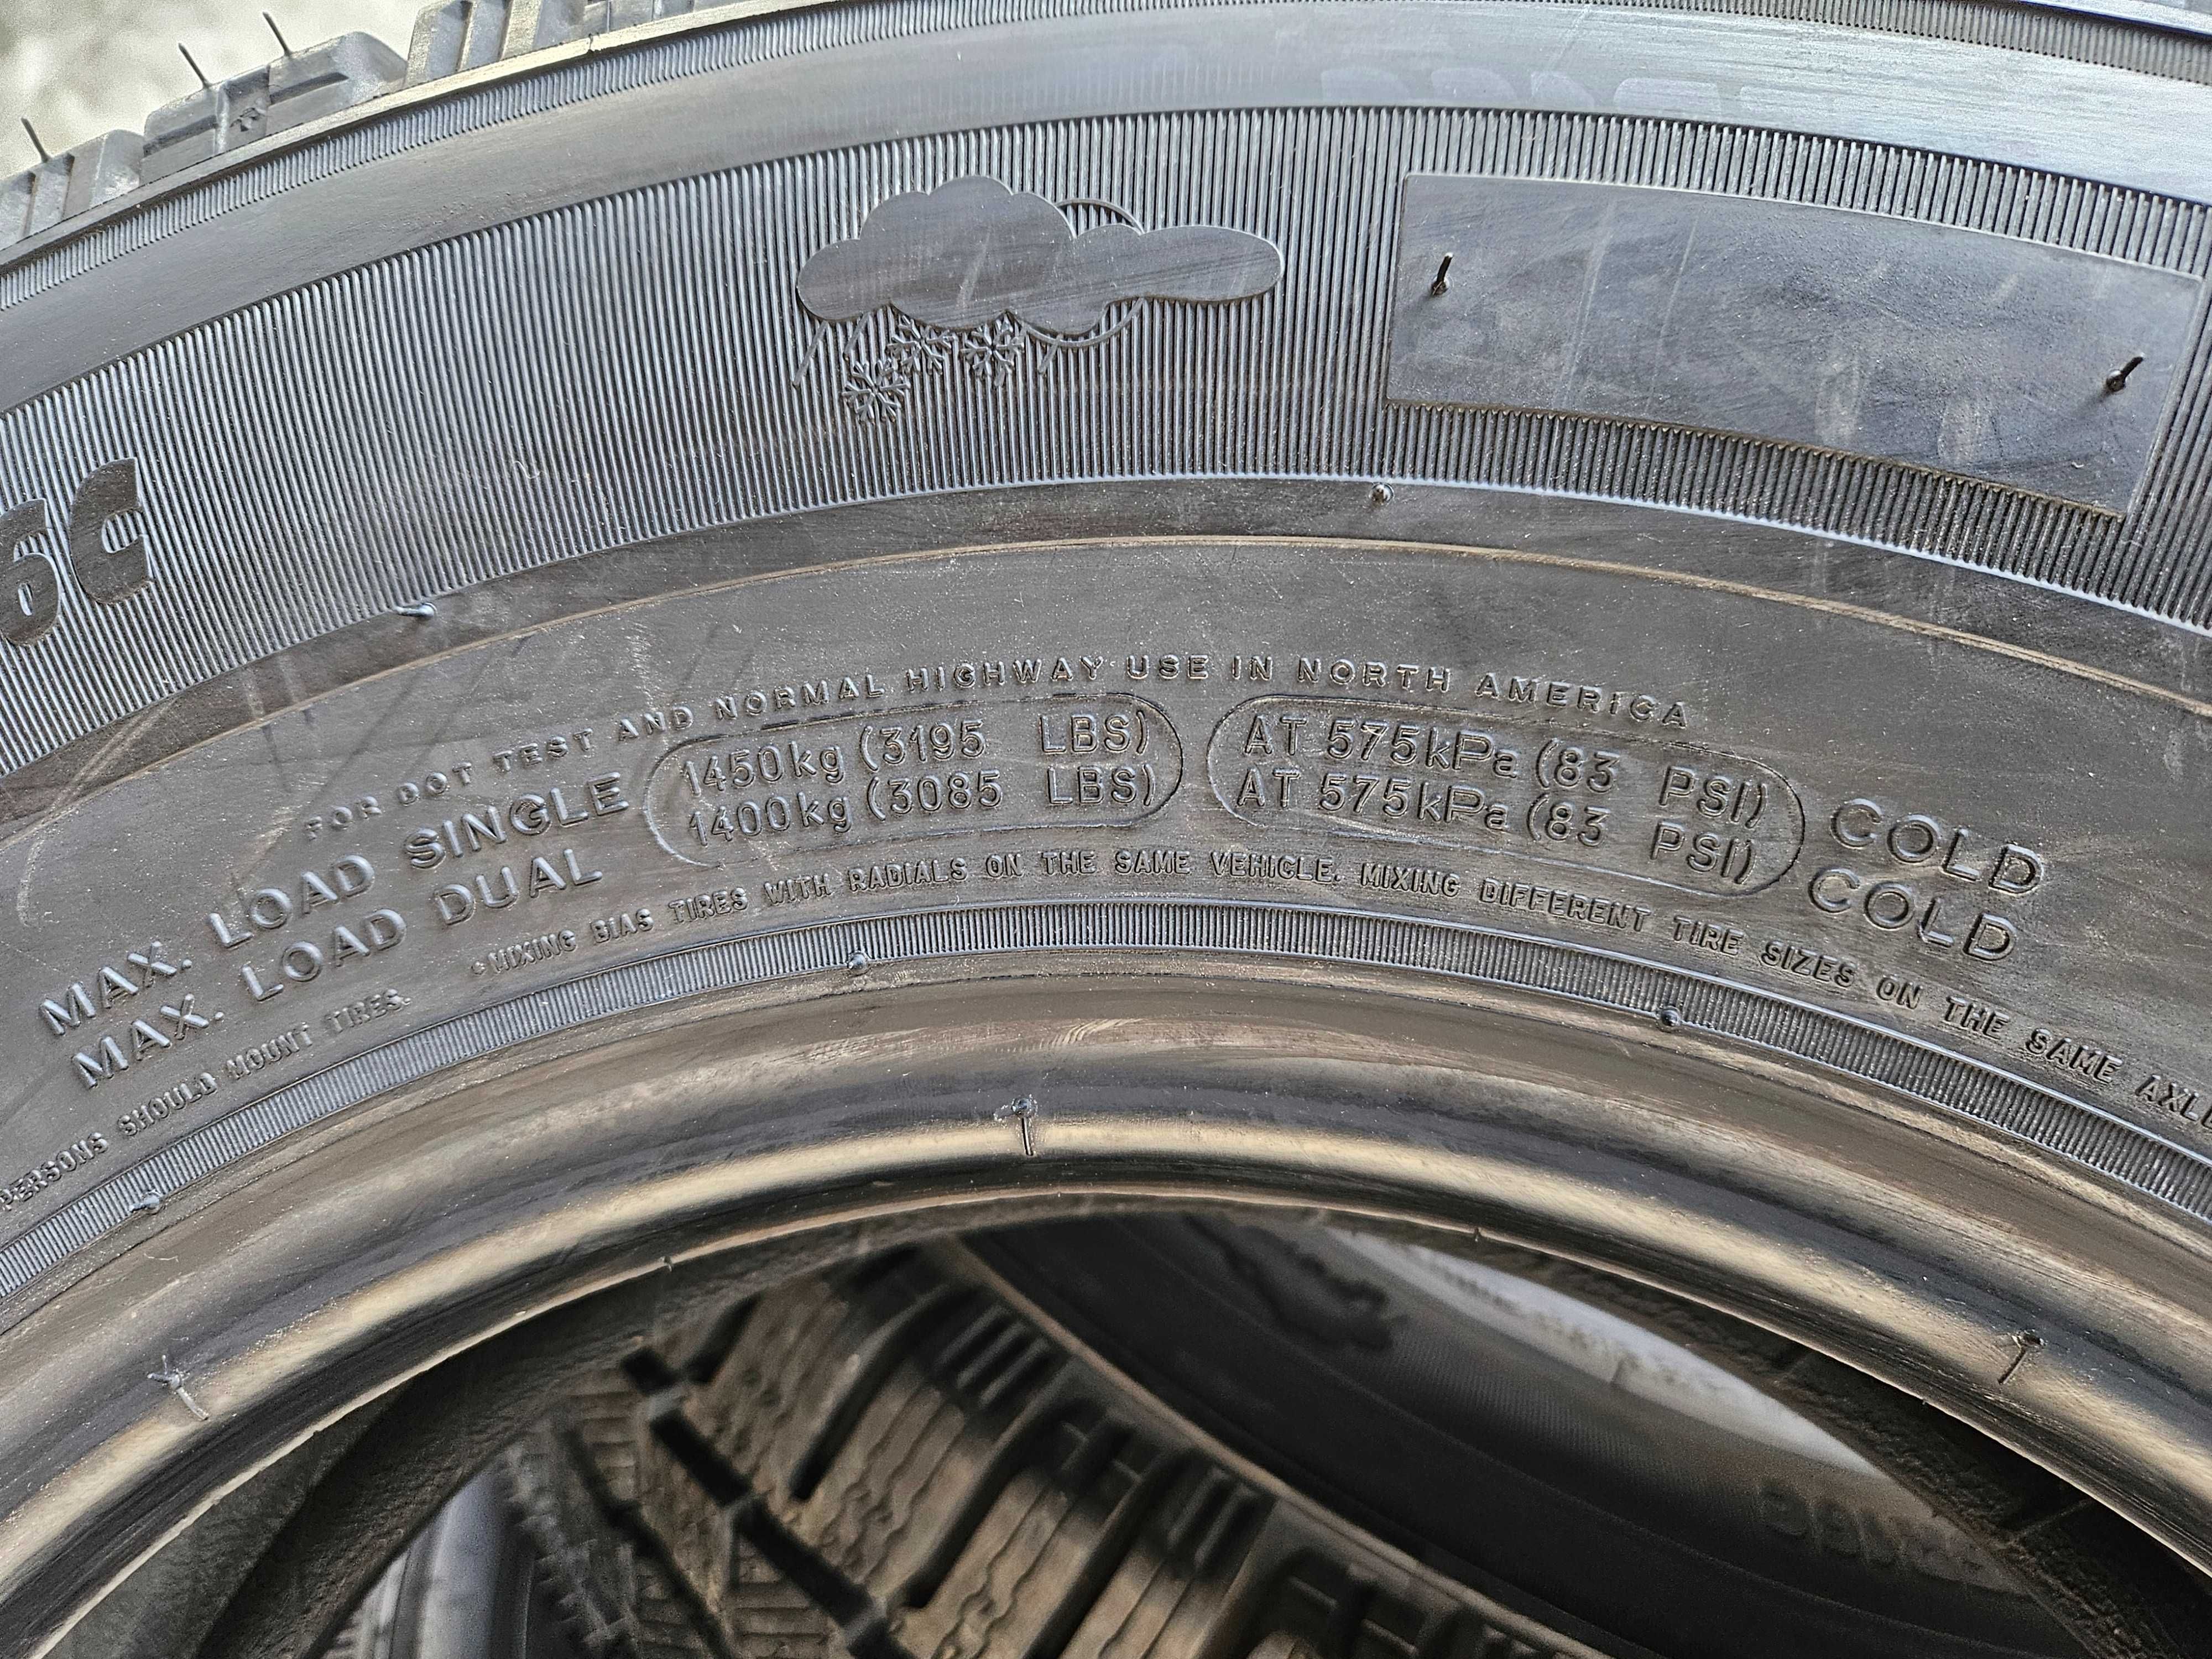 6C
FOR DOT TEST AND NORMAL HIGHWAY USE IN NORTH AMERICA
MAX. LOAD SINGLE 1450kg (3195 LBS) AT 575kPa (83 PSI) COLD
MAX. LOAD DUAL 1400kg (3085 LBS) AT 575kPa (83 PSI) COLD
PERSONS SHOULD MOUNT TIRES. •MIXING BIAS TIRES WITH RADIALS ON THE SAME VEHICLE. MIXING DIFFERENT TIRE SIZES ON THE SAME AXLE